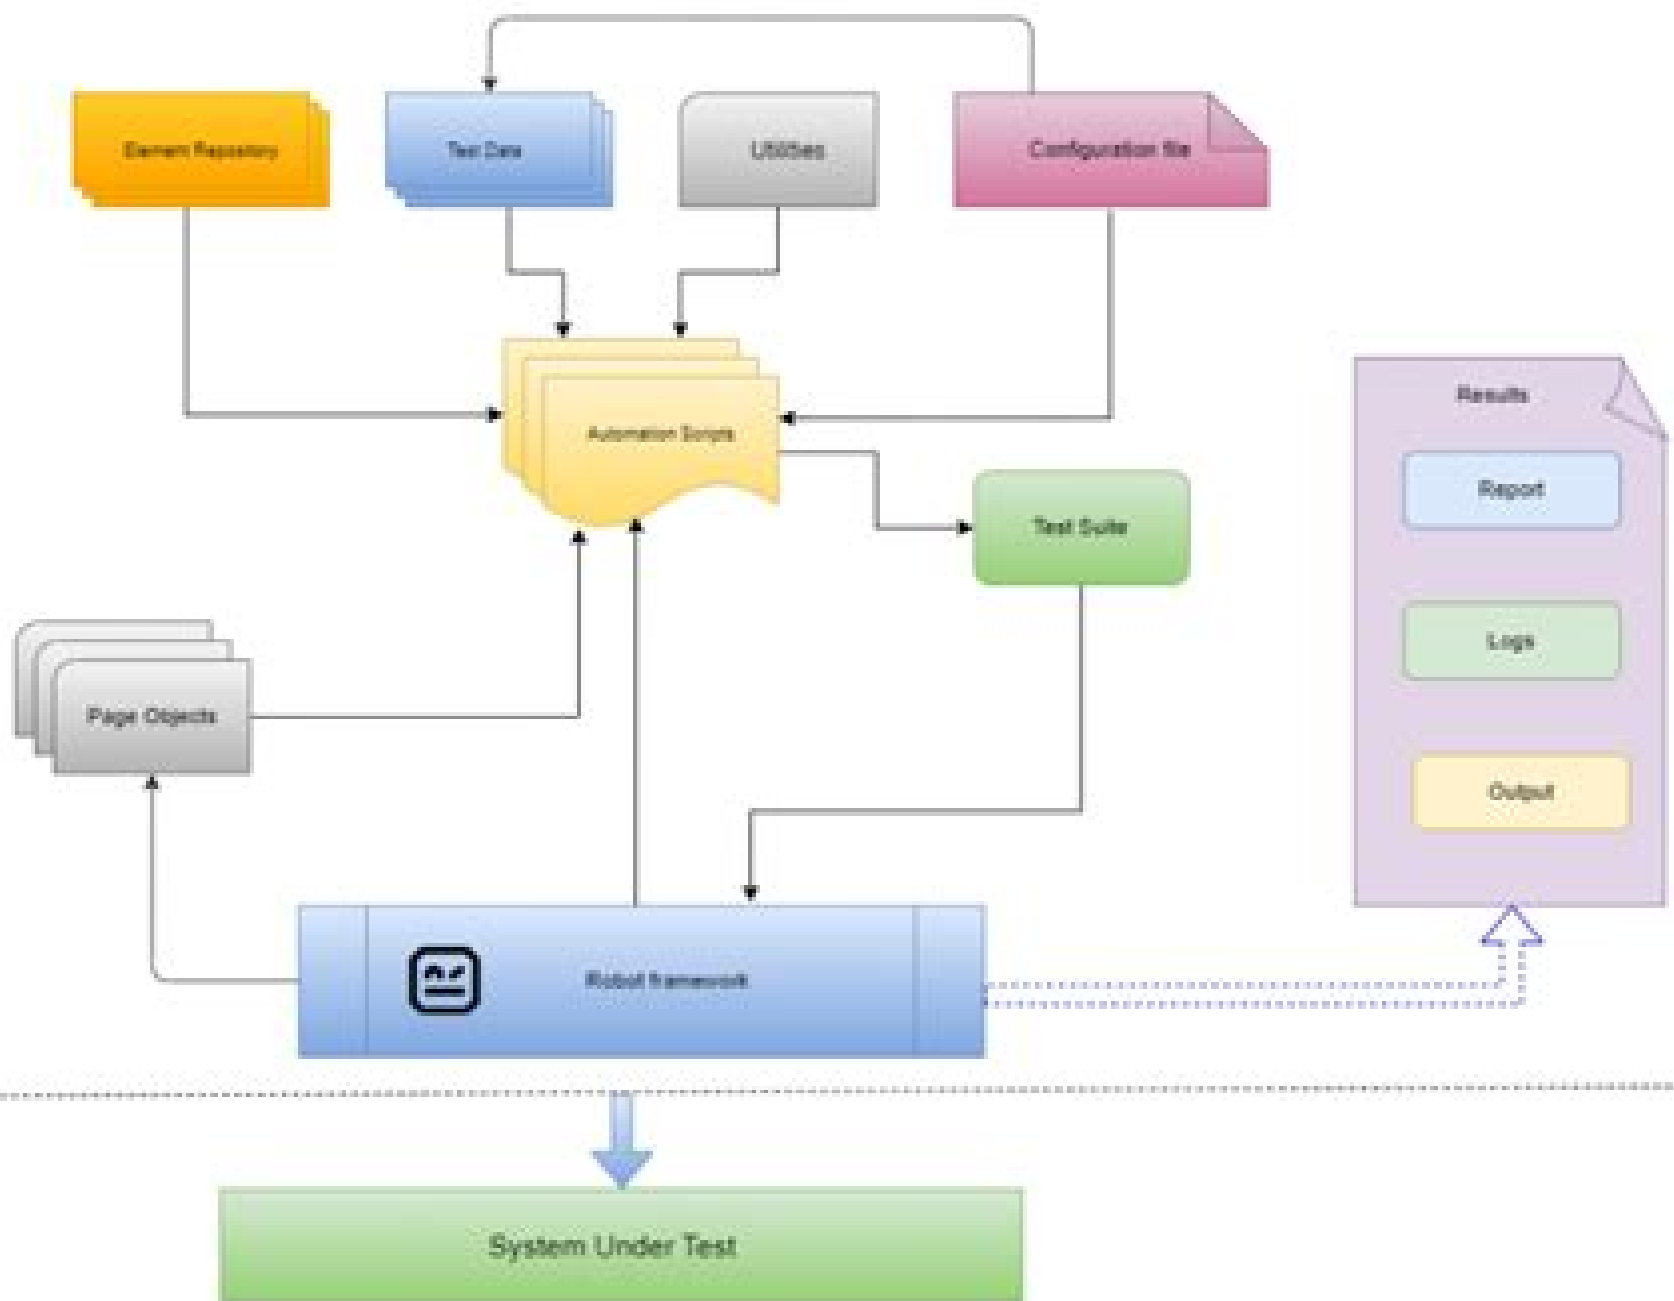 Element Repository
Test Data
Utilities
Configuration file
Automation Scripts
Results
Report
Test Suite
Logs
Page Objects
Output
Robot framework
System Under Test